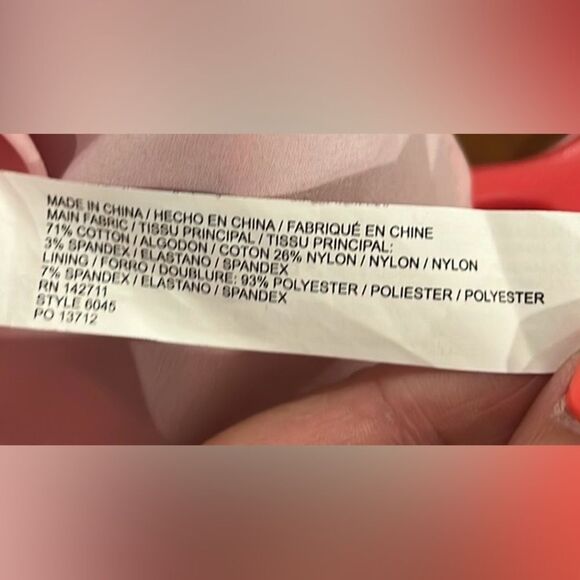 MADE IN CHINA / HECHO EN CHINA / FABRIQUÉ EN CHINE
MAIN FABRIC / TISSU PRINCIPAL / TISSU PRINCIPAL:
71% COTTON / ALGODON / COTON 26% NYLON / NYLON / NYLON
3% SPANDEX / ELASTANO / SPANDEX
LINING / FORRO / DOUBLURE: 93% POLYESTER / POLIESTER / POLYESTER
7% SPANDEX / ELASTANO / SPANDEX
RN 142711
STYLE 6045
PO 13712